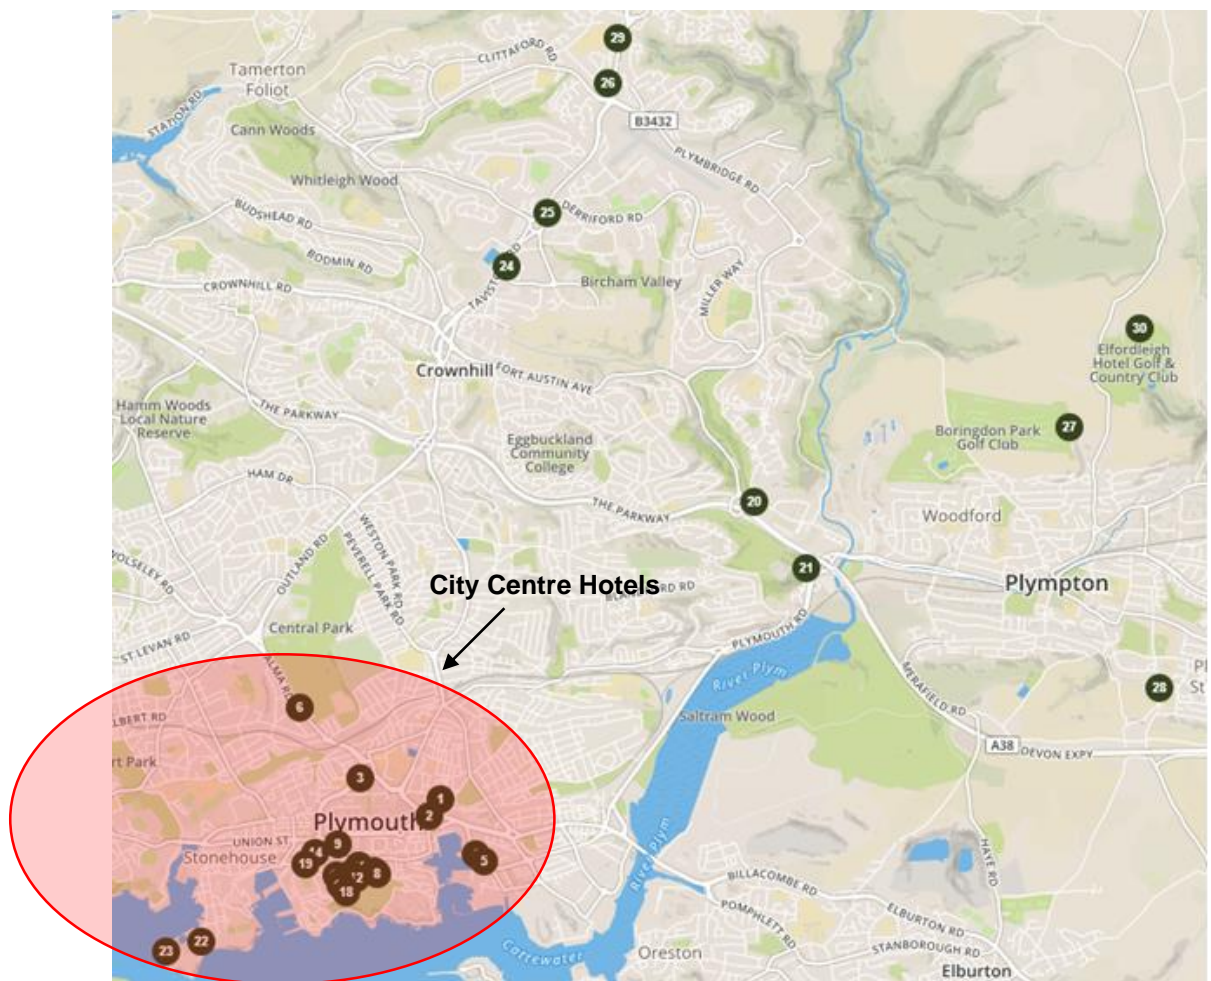 29
CLITTAFORD RD
Tamerton
Foliot
26
STATION RD
B3432
Cann Woods
PLYMBRIDGE RD
Whitleigh Wood
BUDSHEAD RD
25
DERRIFORD RD
BODMIN RD
24
Bircham Valley
CROWNHILL RD
MILLER WAY
30
Elfordleigh
Hotel Golf &
Country Club
Crownhill
FORT AUSTIN AVE
Hamm Woods
Local Nature
Reserve
THE PARKWAY
27
Boringdon Park
Golf Club
Eggbuckland
Community
College
HAM DR
20
THE PARKWAY
Woodford
WESTON PARK RD
PEVERELL PARK RD
OUTLAND RD
21
City Centre Hotels
Plympton
Central Park
PLYMOUTH RD
ST LEVAN RD
ALMA RD
River Plym
MERAFIELD RD
28
6
Saltram Wood
A38
DEVON EXPY
3
1
2
Plymouth
UNION ST
9
Stonehouse
19
8
5
18
River Plym
HAYE RD
BILLACOMBE RD
POMPHLETT RD
ELBURTON RD
STANBOROUGH RD
22
23
Cattewater
Oreston
Elburton